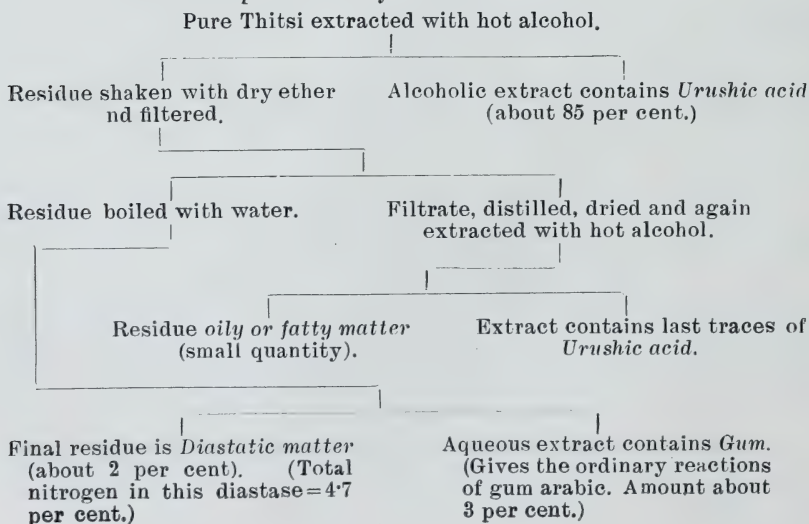 Pure Thitsi extracted with hot alcohol.
Residue shaken with dry ether
nd filtered.
Alcoholic extract contains Urushic acid
(about 85 per cent.)
Residue boiled with water.
Filtrate, distilled, dried and again
extracted with hot alcohol.
Residue oily or fatty matter
(small quantity).
Extract contains last traces of
Urushic acid.
Final residue is Diastatic matter
(about 2 per cent). (Total
nitrogen in this diastase=4·7
per cent.)
Aqueous extract contains Gum.
(Gives the ordinary reactions
of gum arabic. Amount about
3 per cent.)